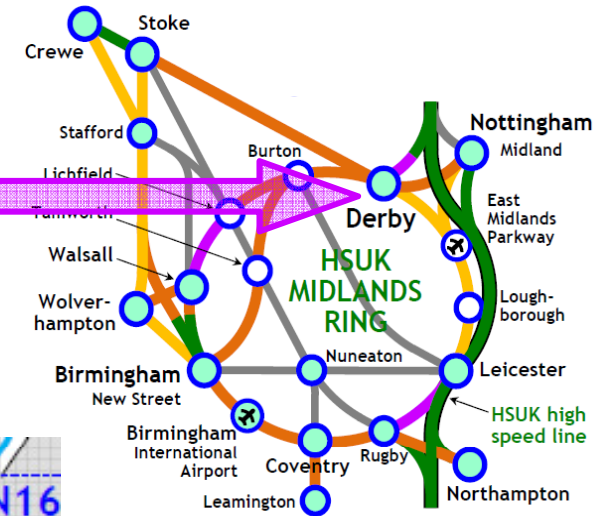 Stoke
Crewe
Nottingham
Midland
Stafford
Burton
Lichfield
Tamworth
Derby
East
Midlands
Parkway
Walsall
HSUK
MIDLANDS
RING
Wolver-
hampton
Lough-
borough
Nuneaton
Leicester
Birmingham
New Street
HSUK high
speed line
Birmingham
International
Airport
Coventry
Rugby
Northampton
Leamington
N16